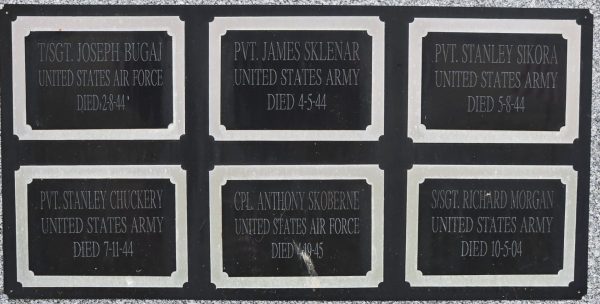 T/SGT. JOSEPH BUGAJ
UNITED STATES AIR FORCE
DIED 2-8-44
PVT. JAMES SKLENAR
UNITED STATES ARMY
DIED 4-5-44
PVT. STANLEY SIKORA
UNITED STATES ARMY
DIED 5-8-44
PVT. STANLEY CHUCKERY
UNITED STATES ARMY
DIED 7-11-44
CPL. ANTHONY SKOBERNE
UNITED STATES AIR FORCE
DIED
S/SGT. RICHARD MORGAN
UNITED STATES ARMY
DIED 10-5-04